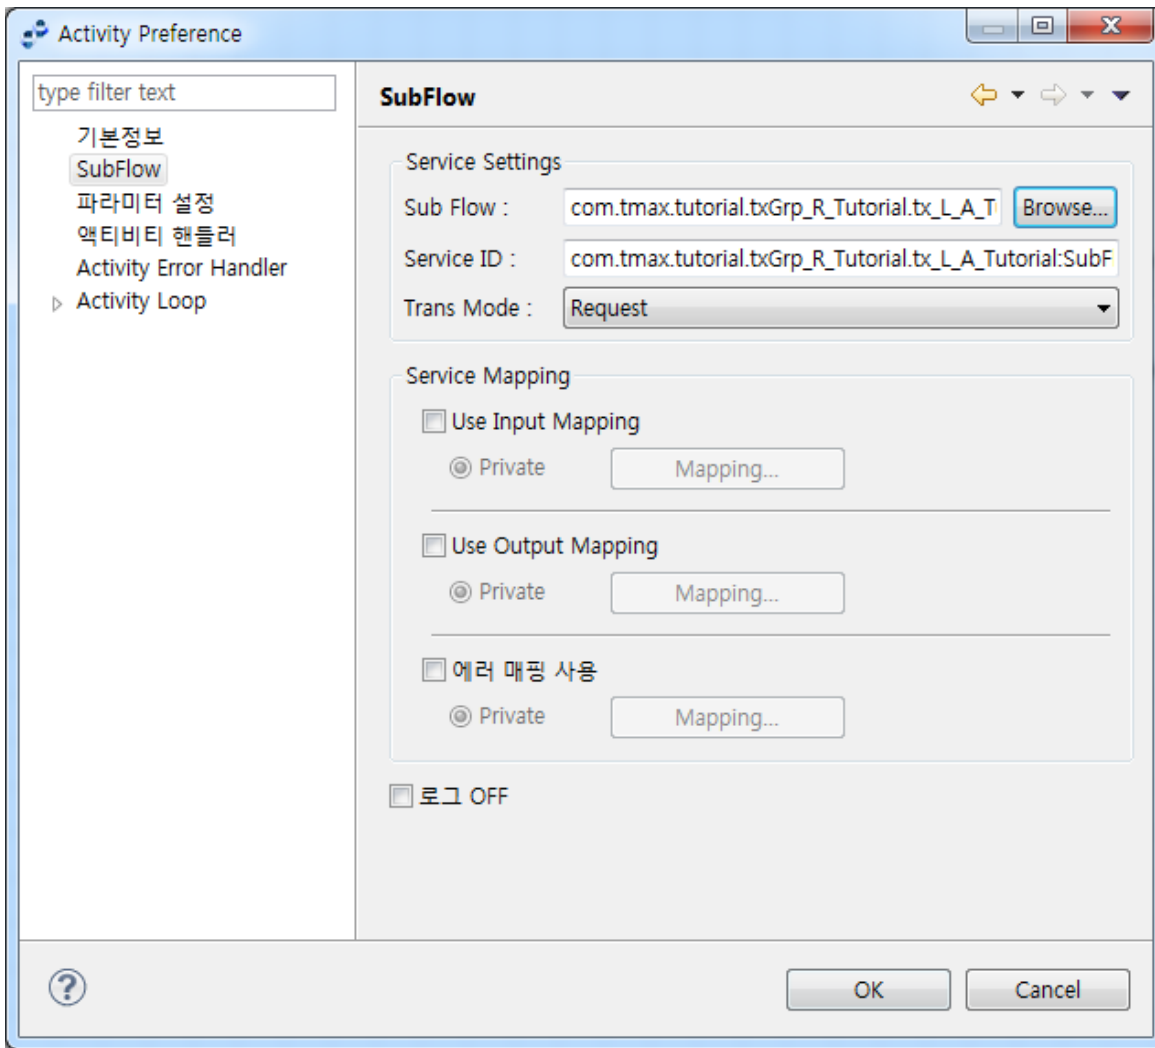 Activity Preference
type filter text
기본정보
SubFlow
파라미터 설정
액티비티 핸들러
Activity Error Handler
Activity Loop
SubFlow
Service Settings
Sub Flow : com.tmax.tutorial.txGrp_R_Tutorial.tx_L_A_T Browse...
Service ID : com.tmax.tutorial.txGrp_R_Tutorial.tx_L_A_Tutorial:SubF
Trans Mode : Request
Service Mapping
Use Input Mapping
Private Mapping...
Use Output Mapping
Private Mapping...
에러 매핑 사용
Private Mapping...
로그 OFF
OK Cancel